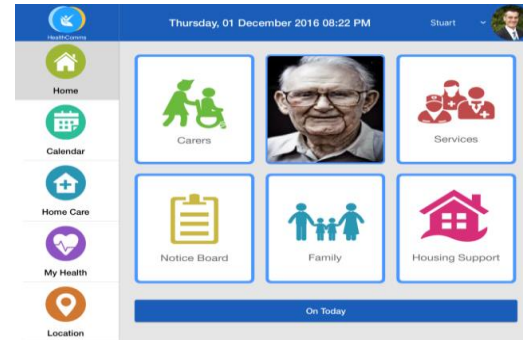 HealthComms
Thursday, 01 December 2016 08:22 PM
Stuart
Home
Calendar
Home Care
My Health
Location
Carers
Services
Notice Board
Family
Housing Support
On Today